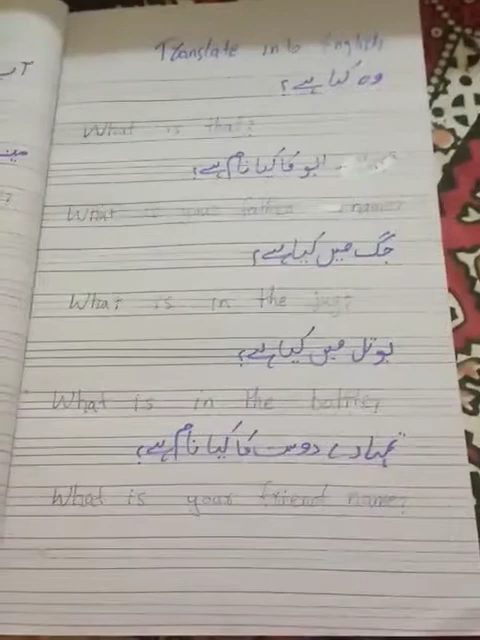 Translate into English
وہ کیا ہے؟
What is that?
ابو کا کیا نام ہے؟
What is your father name?
جگ میں کیا ہے؟
What is in the jug?
بوتل میں کیا ہے؟
What is in the
تمہارے دوست کا کیا نام ہے؟
What is your friend name?